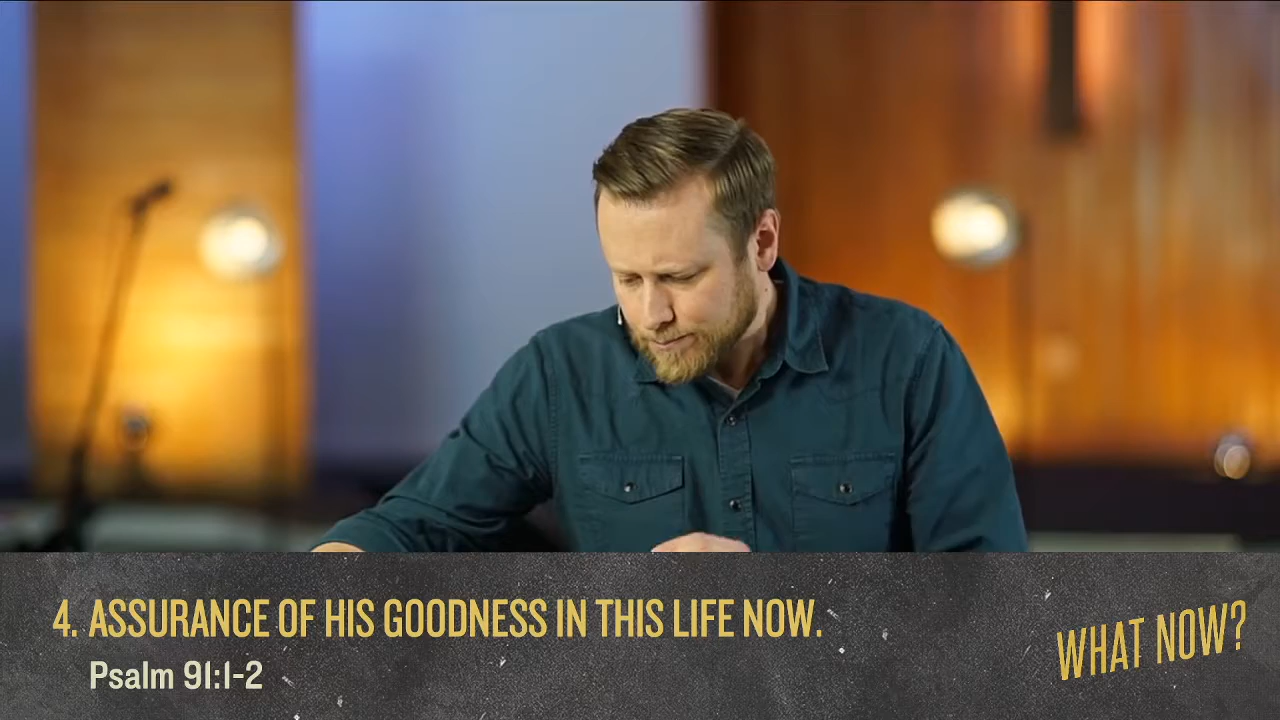 4. ASSURANCE OF HIS GOODNESS IN THIS LIFE NOW.
Psalm 91:1-2
WHAT NOW?